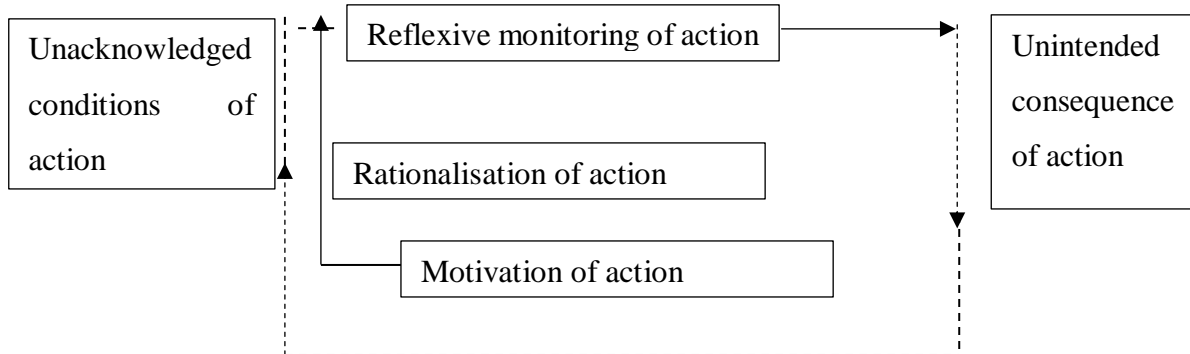 Unacknowledged
conditions of
action
Reflexive monitoring of action
Rationalisation of action
Motivation of action
Unintended
consequence
of action